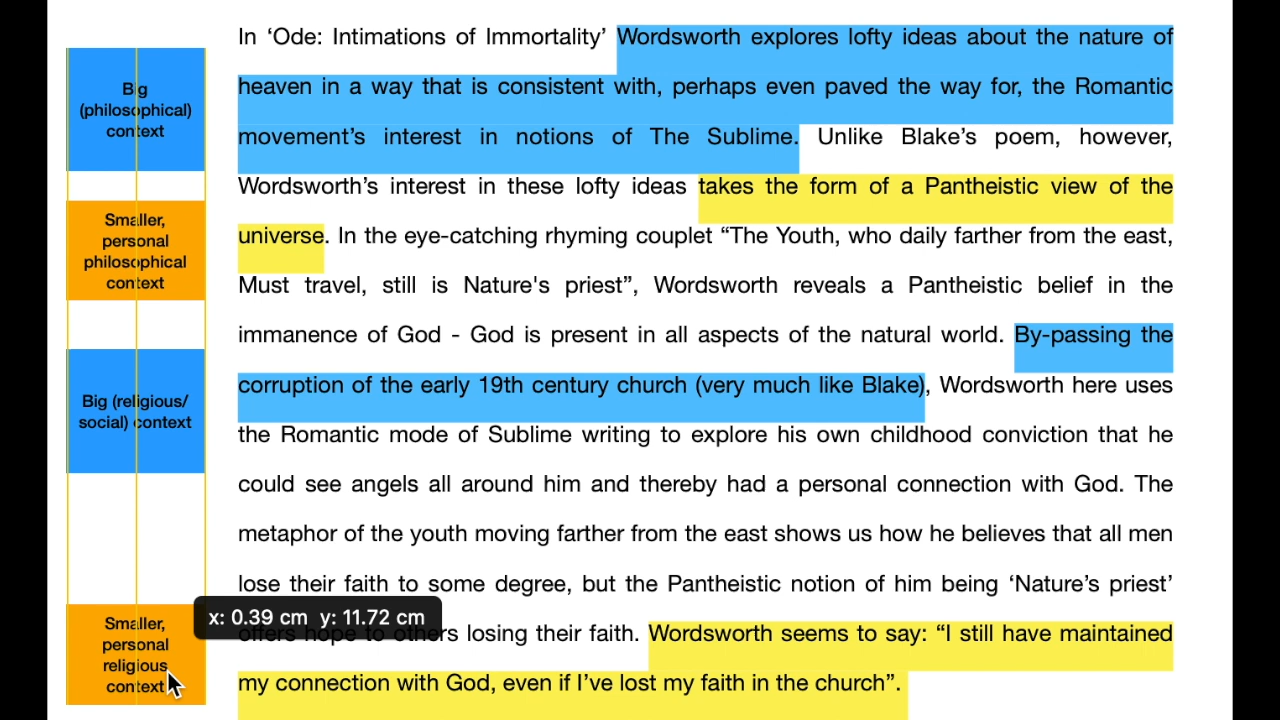 In ‘Ode: Intimations of Immortality’ Wordsworth explores lofty ideas about the nature of
heaven in a way that is consistent with, perhaps even paved the way for, the Romantic
movement’s interest in notions of The Sublime. Unlike Blake’s poem, however,
Wordsworth’s interest in these lofty ideas takes the form of a Pantheistic view of the
universe. In the eye-catching rhyming couplet “The Youth, who daily farther from the east,
Must travel, still is Nature's priest”, Wordsworth reveals a Pantheistic belief in the
immanence of God - God is present in all aspects of the natural world. By-passing the
corruption of the early 19th century church (very much like Blake), Wordsworth here uses
the Romantic mode of Sublime writing to explore his own childhood conviction that he
could see angels all around him and thereby had a personal connection with God. The
metaphor of the youth moving farther from the east shows us how he believes that all men
lose their faith to some degree, but the Pantheistic notion of him being ‘Nature’s priest’
offers hope to others losing their faith. Wordsworth seems to say: “I still have maintained
my connection with God, even if I’ve lost my faith in the church”.
Big
(philosophical)
context
Smaller,
personal
philosophical
context
Big (religious/
social) context
Smaller,
personal
religious
context
x: 0.39 cm y: 11.72 cm